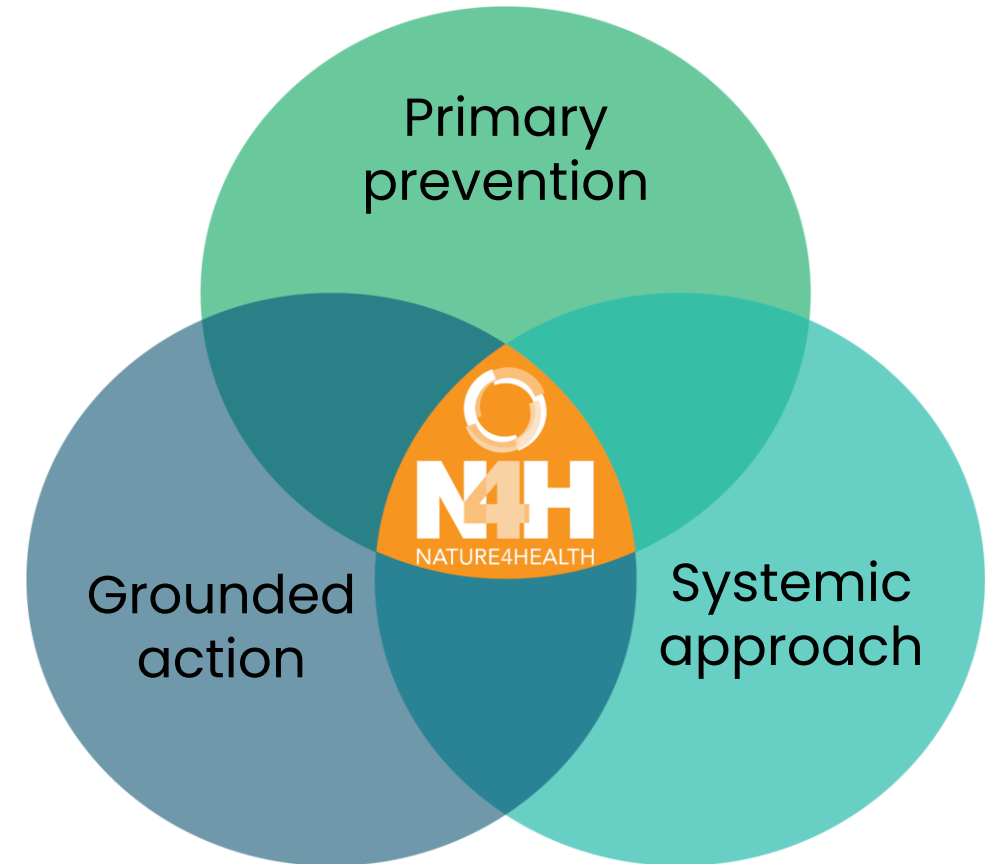 Primary
prevention
N4H
NATURE4HEALTH
Grounded
action
Systemic
approach